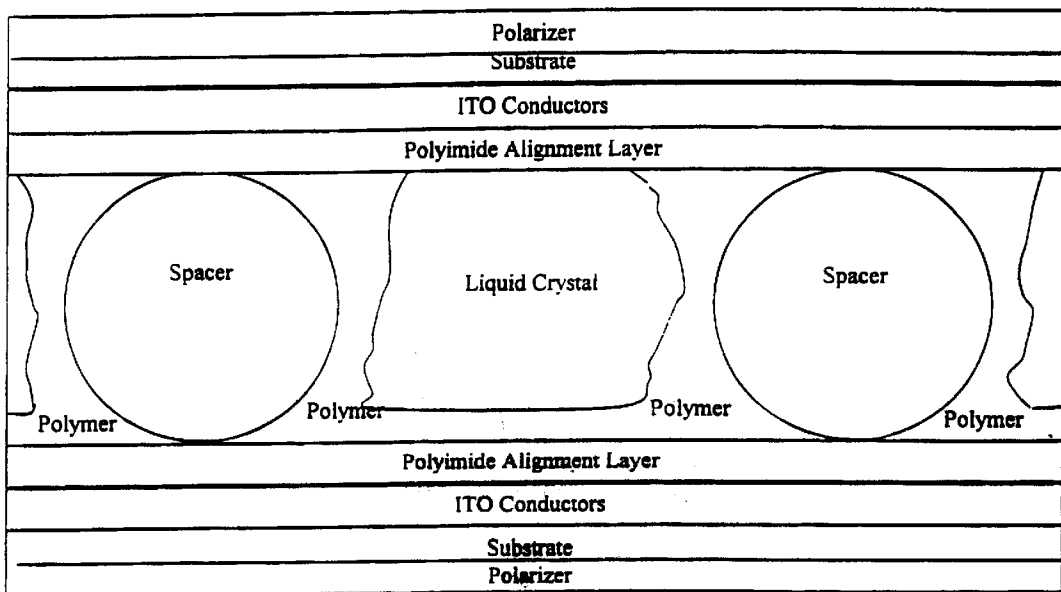 Polarizer
Substrate
ITO Conductors
Polyimide Alignment Layer
Spacer
Liquid Crystal
Spacer
Polymer
Polymer
Polymer
Polymer
Polyimide Alignment Layer
ITO Conductors
Substrate
Polarizer